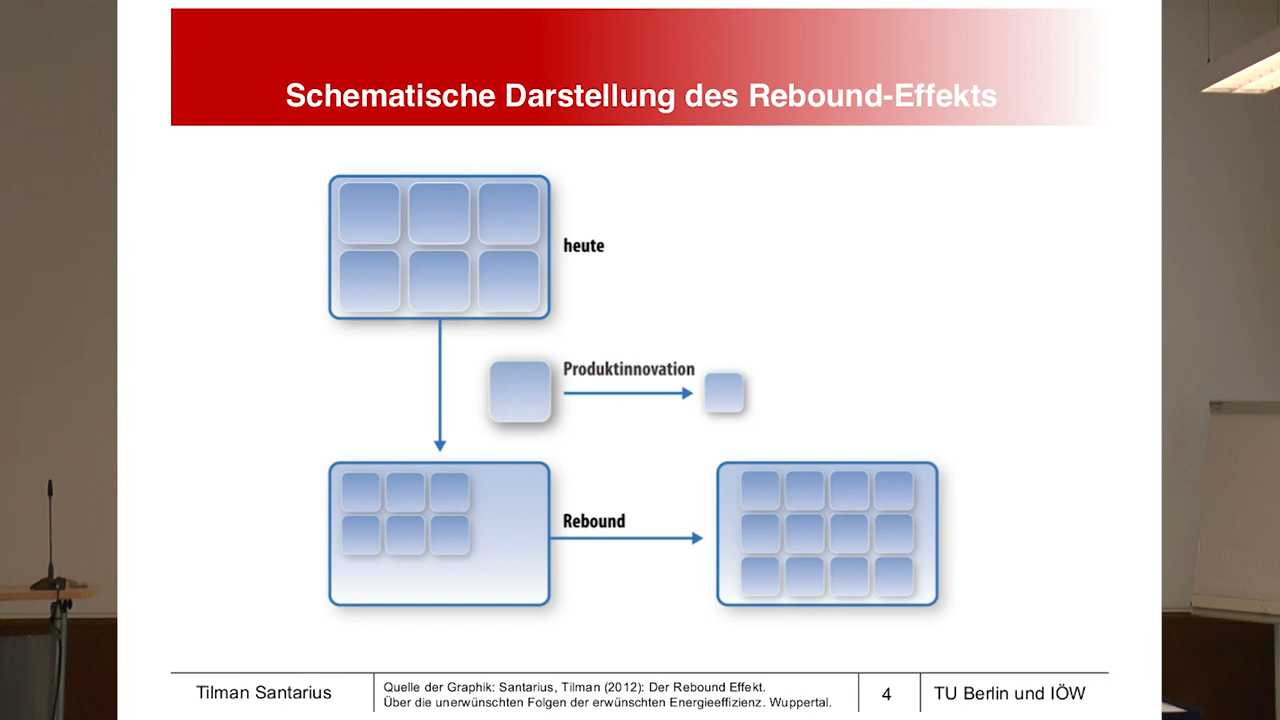 Schematische Darstellung des Rebound-Effekts
heute
Produktinnovation
Rebound
Tilman Santarius
Quelle der Graphik: Santarius, Tilman (2012): Der Rebound Effekt.
Über die unerwünschten Folgen der erwünschten Energieeffizienz. Wuppertal.
4
TU Berlin und IÖW